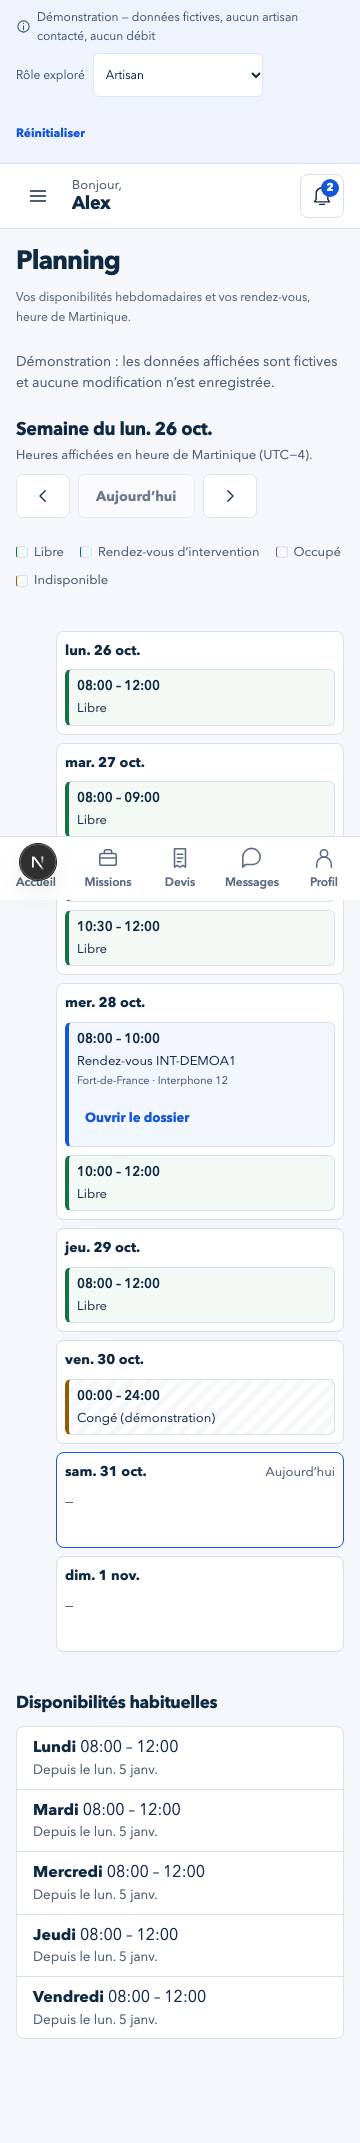 Démonstration — données fictives, aucun artisan
contacté, aucun débit
Rôle exploré
Artisan
Réinitialiser
Bonjour,
Alex
2
Planning
Vos disponibilités hebdomadaires et vos rendez-vous,
heure de Martinique.
Démonstration : les données affichées sont fictives
et aucune modification n’est enregistrée.
Semaine du lun. 26 oct.
Heures affichées en heure de Martinique (UTC−4).
Aujourd’hui
Libre
Rendez-vous d’intervention
Occupé
Indisponible
lun. 26 oct.
08:00 – 12:00
Libre
mar. 27 oct.
08:00 – 09:00
Libre
N
Accueil
Missions
Devis
Messages
Profil
10:30 – 12:00
Libre
mer. 28 oct.
08:00 – 10:00
Rendez-vous INT-DEMOA1
Fort-de-France · Interphone 12
Ouvrir le dossier
10:00 – 12:00
Libre
jeu. 29 oct.
08:00 – 12:00
Libre
ven. 30 oct.
00:00 – 24:00
Congé (démonstration)
sam. 31 oct.
Aujourd’hui
—
dim. 1 nov.
—
Disponibilités habituelles
Lundi 08:00 – 12:00
Depuis le lun. 5 janv.
Mardi 08:00 – 12:00
Depuis le lun. 5 janv.
Mercredi 08:00 – 12:00
Depuis le lun. 5 janv.
Jeudi 08:00 – 12:00
Depuis le lun. 5 janv.
Vendredi 08:00 – 12:00
Depuis le lun. 5 janv.